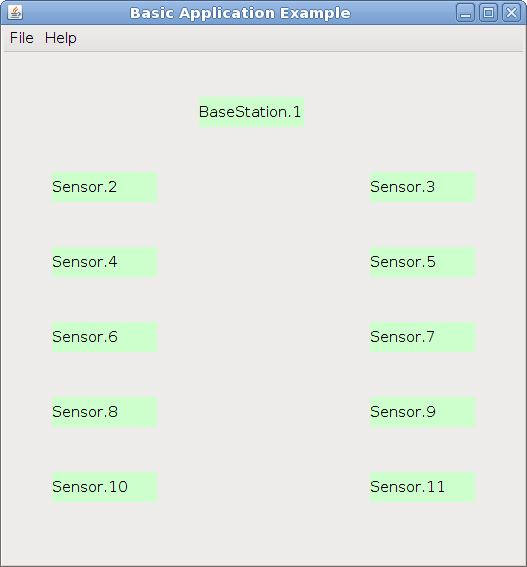 Basic Application Example
File Help
BaseStation.1
Sensor.2 Sensor.3
Sensor.4 Sensor.5
Sensor.6 Sensor.7
Sensor.8 Sensor.9
Sensor.10 Sensor.11